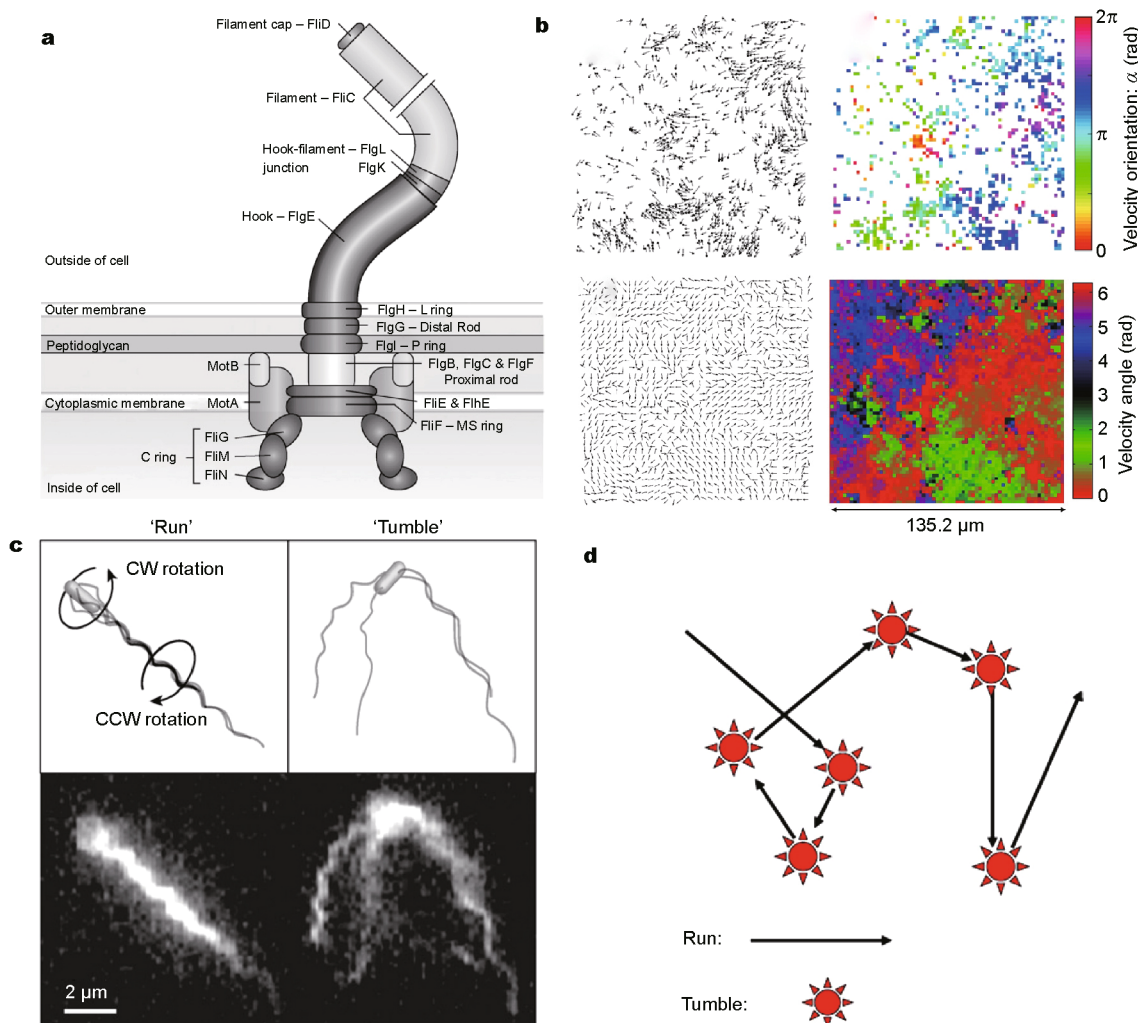 a
Filament cap – FliD
Filament – FliC
Hook-filament – FlgL
junction FlgK
Hook – FlgE
Outside of cell
Outer membrane
FlgH – L ring
FlgG – Distal Rod
Peptidoglycan
FlgI – P ring
MotB
FlgB, FlgC & FlgF
Proximal rod
Cytoplasmic membrane
MotA
FliE & FlhE
FliF – MS ring
FliG
C ring
FliM
FliN
Inside of cell
b
2π
π
0
Velocity orientation: α (rad)
6
5
4
3
2
1
0
Velocity angle (rad)
135.2 µm
c
'Run'
'Tumble'
CW rotation
CCW rotation
2 µm
d
Run:
Tumble: